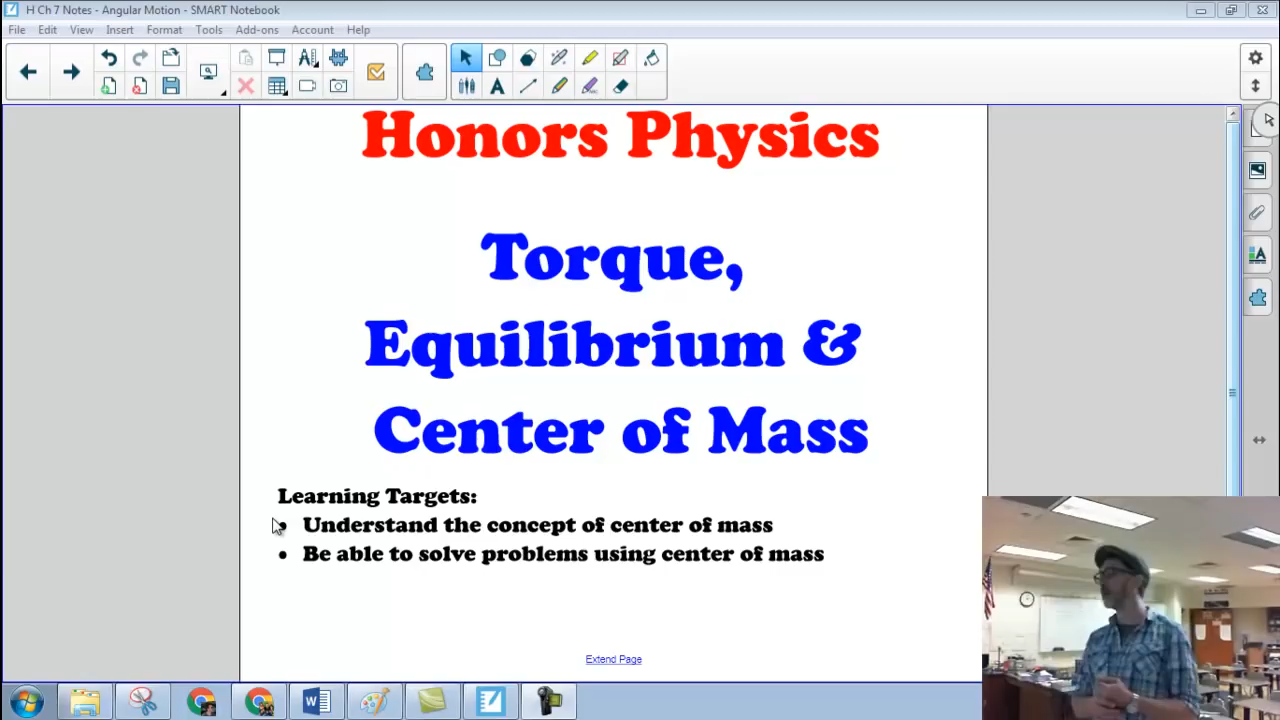 H Ch 7 Notes - Angular Motion - SMART Notebook
File Edit View Insert Format Tools Add-ons Account Help
Honors Physics
Torque,
Equilibrium &
Center of Mass
Learning Targets:
• Understand the concept of center of mass
• Be able to solve problems using center of mass
Extend Page